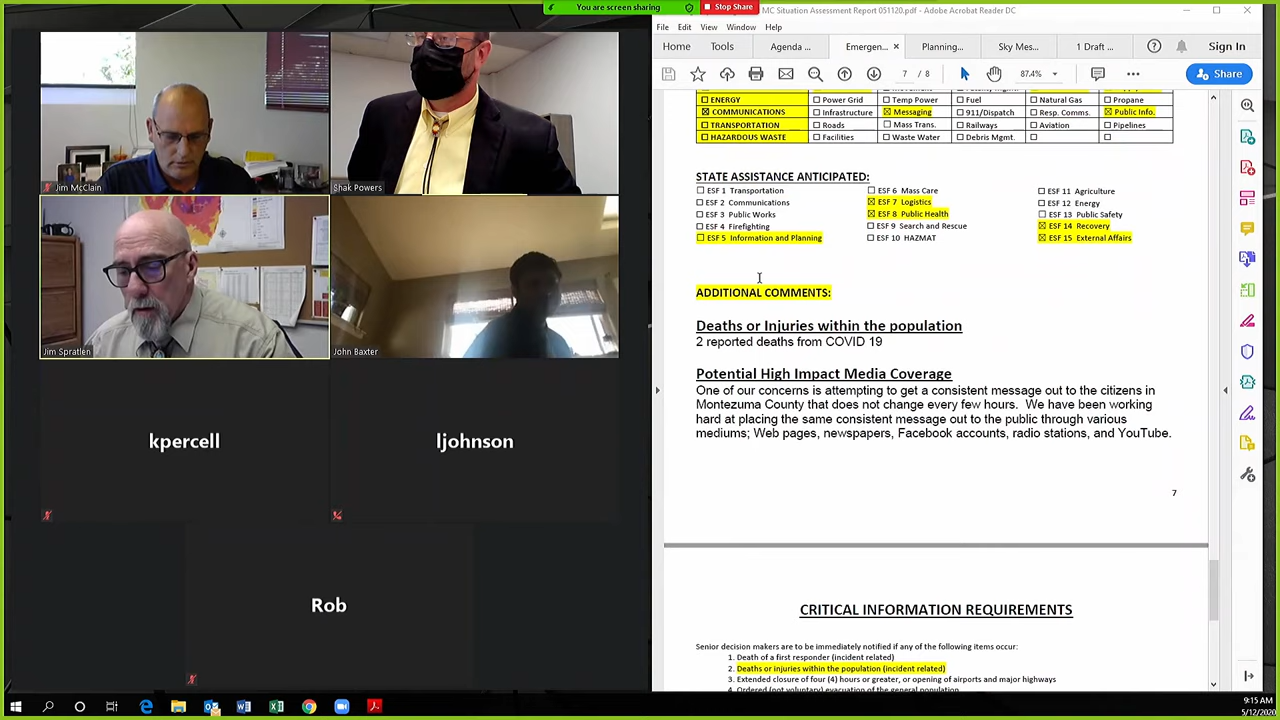 You are screen sharing
Stop Share
MC Situation Assessment Report 051120.pdf - Adobe Acrobat Reader DC
File Edit View Window Help
Home Tools Agenda ... Emergen... × Planning... Sky Mes... 1 Draft ... Sign In
7 / 87.4% Share
ENERGY Power Grid Temp Power Fuel Natural Gas Propane
COMMUNICATIONS Infrastructure Messaging 911/Dispatch Resp. Comms. Public Info.
TRANSPORTATION Roads Mass Trans. Railways Aviation Pipelines
HAZARDOUS WASTE Facilities Waste Water Debris Mgmt.
STATE ASSISTANCE ANTICIPATED:
ESF 1 Transportation ESF 6 Mass Care ESF 11 Agriculture
ESF 2 Communications ESF 7 Logistics ESF 12 Energy
ESF 3 Public Works ESF 8 Public Health ESF 13 Public Safety
ESF 4 Firefighting ESF 9 Search and Rescue ESF 14 Recovery
ESF 5 Information and Planning ESF 10 HAZMAT ESF 15 External Affairs
ADDITIONAL COMMENTS:
Deaths or Injuries within the population
2 reported deaths from COVID 19
Potential High Impact Media Coverage
One of our concerns is attempting to get a consistent message out to the citizens in
Montezuma County that does not change every few hours. We have been working
hard at placing the same consistent message out to the public through various
mediums; Web pages, newspapers, Facebook accounts, radio stations, and YouTube.
7
CRITICAL INFORMATION REQUIREMENTS
Senior decision makers are to be immediately notified if any of the following items occur:
1. Death of a first responder (incident related)
2. Deaths or injuries within the population (incident related)
3. Extended closure of four (4) hours or greater, or opening of airports and major highways
4. Ordered (not voluntary) evacuation of the general population
Jim McClain
Shak Powers
Jim Spratlen
John Baxter
kpercell
ljohnson
Rob
9:15 AM
5/12/2020